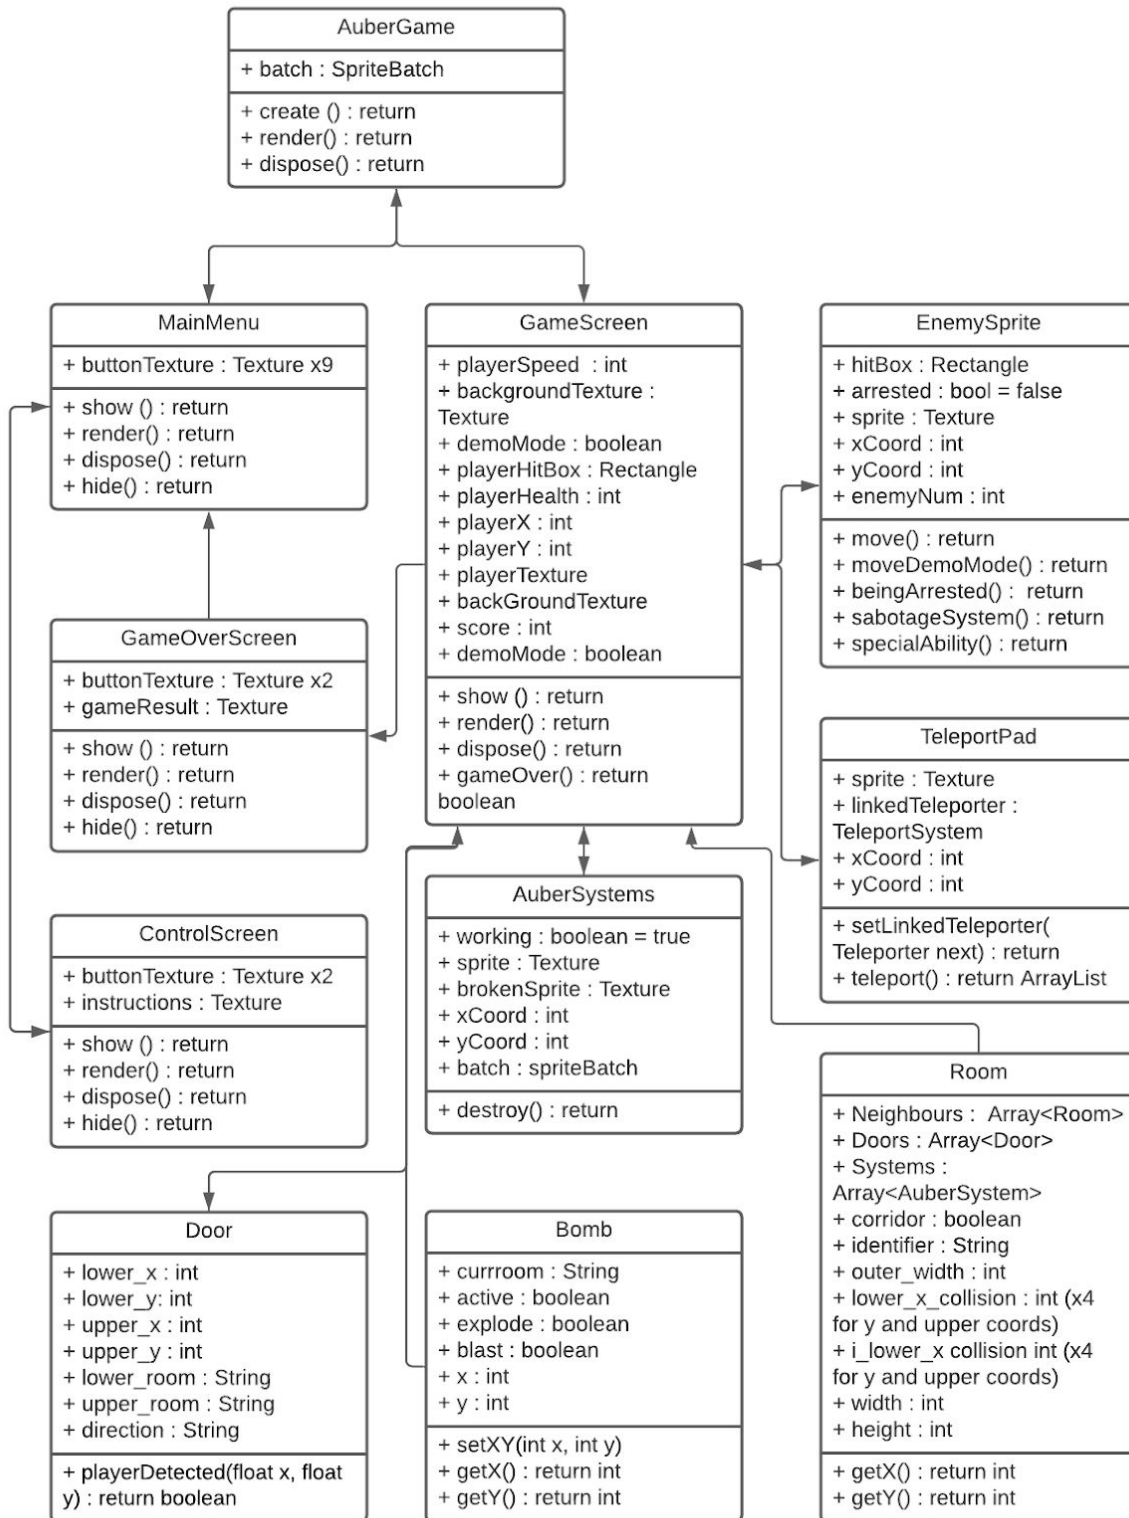 AuberGame
+ batch : SpriteBatch
+ create () : return
+ render() : return
+ dispose() : return
MainMenu
+ buttonTexture : Texture x9
+ show () : return
+ render() : return
+ dispose() : return
+ hide() : return
GameScreen
+ playerSpeed  : int
+ backgroundTexture :
Texture
+ demoMode : boolean
+ playerHitBox : Rectangle
+ playerHealth : int
+ playerX : int
+ playerY : int
+ playerTexture
+ backGroundTexture
+ score : int
+ demoMode : boolean
+ show () : return
+ render() : return
+ dispose() : return
+ gameOver() : return
boolean
EnemySprite
+ hitBox : Rectangle
+ arrested : bool = false
+ sprite : Texture
+ xCoord : int
+ yCoord : int
+ enemyNum : int
+ move() : return
+ moveDemoMode() : return
+ beingArrested() :  return
+ sabotageSystem() : return
+ specialAbility() : return
GameOverScreen
+ buttonTexture : Texture x2
+ gameResult : Texture
+ show () : return
+ render() : return
+ dispose() : return
+ hide() : return
TeleportPad
+ sprite : Texture
+ linkedTeleporter :
TeleportSystem
+ xCoord : int
+ yCoord : int
+ setLinkedTeleporter(
Teleporter next) : return
+ teleport() : return ArrayList
ControlScreen
+ buttonTexture : Texture x2
+ instructions : Texture
+ show () : return
+ render() : return
+ dispose() : return
+ hide() : return
AuberSystems
+ working : boolean = true
+ sprite : Texture
+ brokenSprite : Texture
+ xCoord : int
+ yCoord : int
+ batch : spriteBatch
+ destroy() : return
Room
+ Neighbours :  Array<Room>
+ Doors : Array<Door>
+ Systems :
Array<AuberSystem>
+ corridor : boolean
+ identifier : String
+ outer_width : int
+ lower_x_collision : int (x4
for y and upper coords)
+ i_lower_x collision int (x4
for y and upper coords)
+ width : int
+ height : int
+ getX() : return int
+ getY() : return int
Door
+ lower_x : int
+ lower_y: int
+ upper_x : int
+ upper_y : int
+ lower_room : String
+ upper_room : String
+ direction : String
+ playerDetected(float x, float
y) : return boolean
Bomb
+ currroom : String
+ active : boolean
+ explode : boolean
+ blast : boolean
+ x : int
+ y : int
+ setXY(int x, int y)
+ getX() : return int
+ getY() : return int